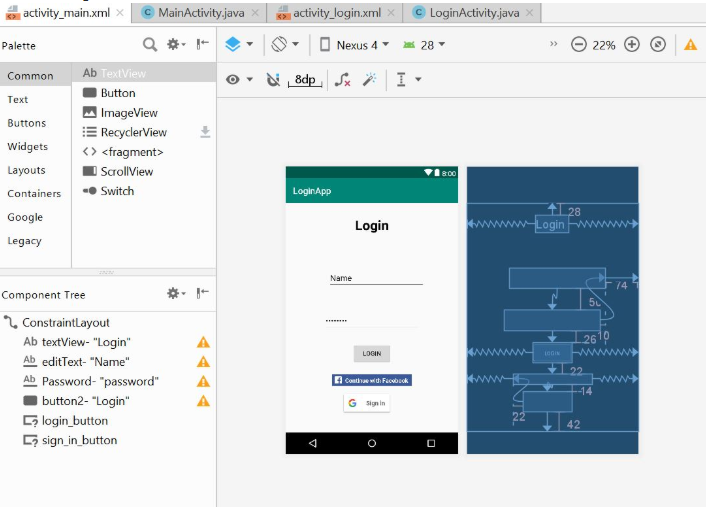 activity_main.xml × MainActivity.java × activity_login.xml × LoginActivity.java ×
Palette
Nexus 4 28 22%
8dp
Common
Text
Buttons
Widgets
Layouts
Containers
Google
Legacy
Ab TextView
Button
ImageView
RecyclerView
<fragment>
ScrollView
Switch
Component Tree
ConstraintLayout
Ab textView- "Login"
Ab editText- "Name"
Ab Password- "password"
button2- "Login"
login_button
sign_in_button
8:00
LoginApp
Login
Name
LOGIN
Continue with Facebook
G Sign in
28
Login
74
26
LOGIN
22
14
22
42